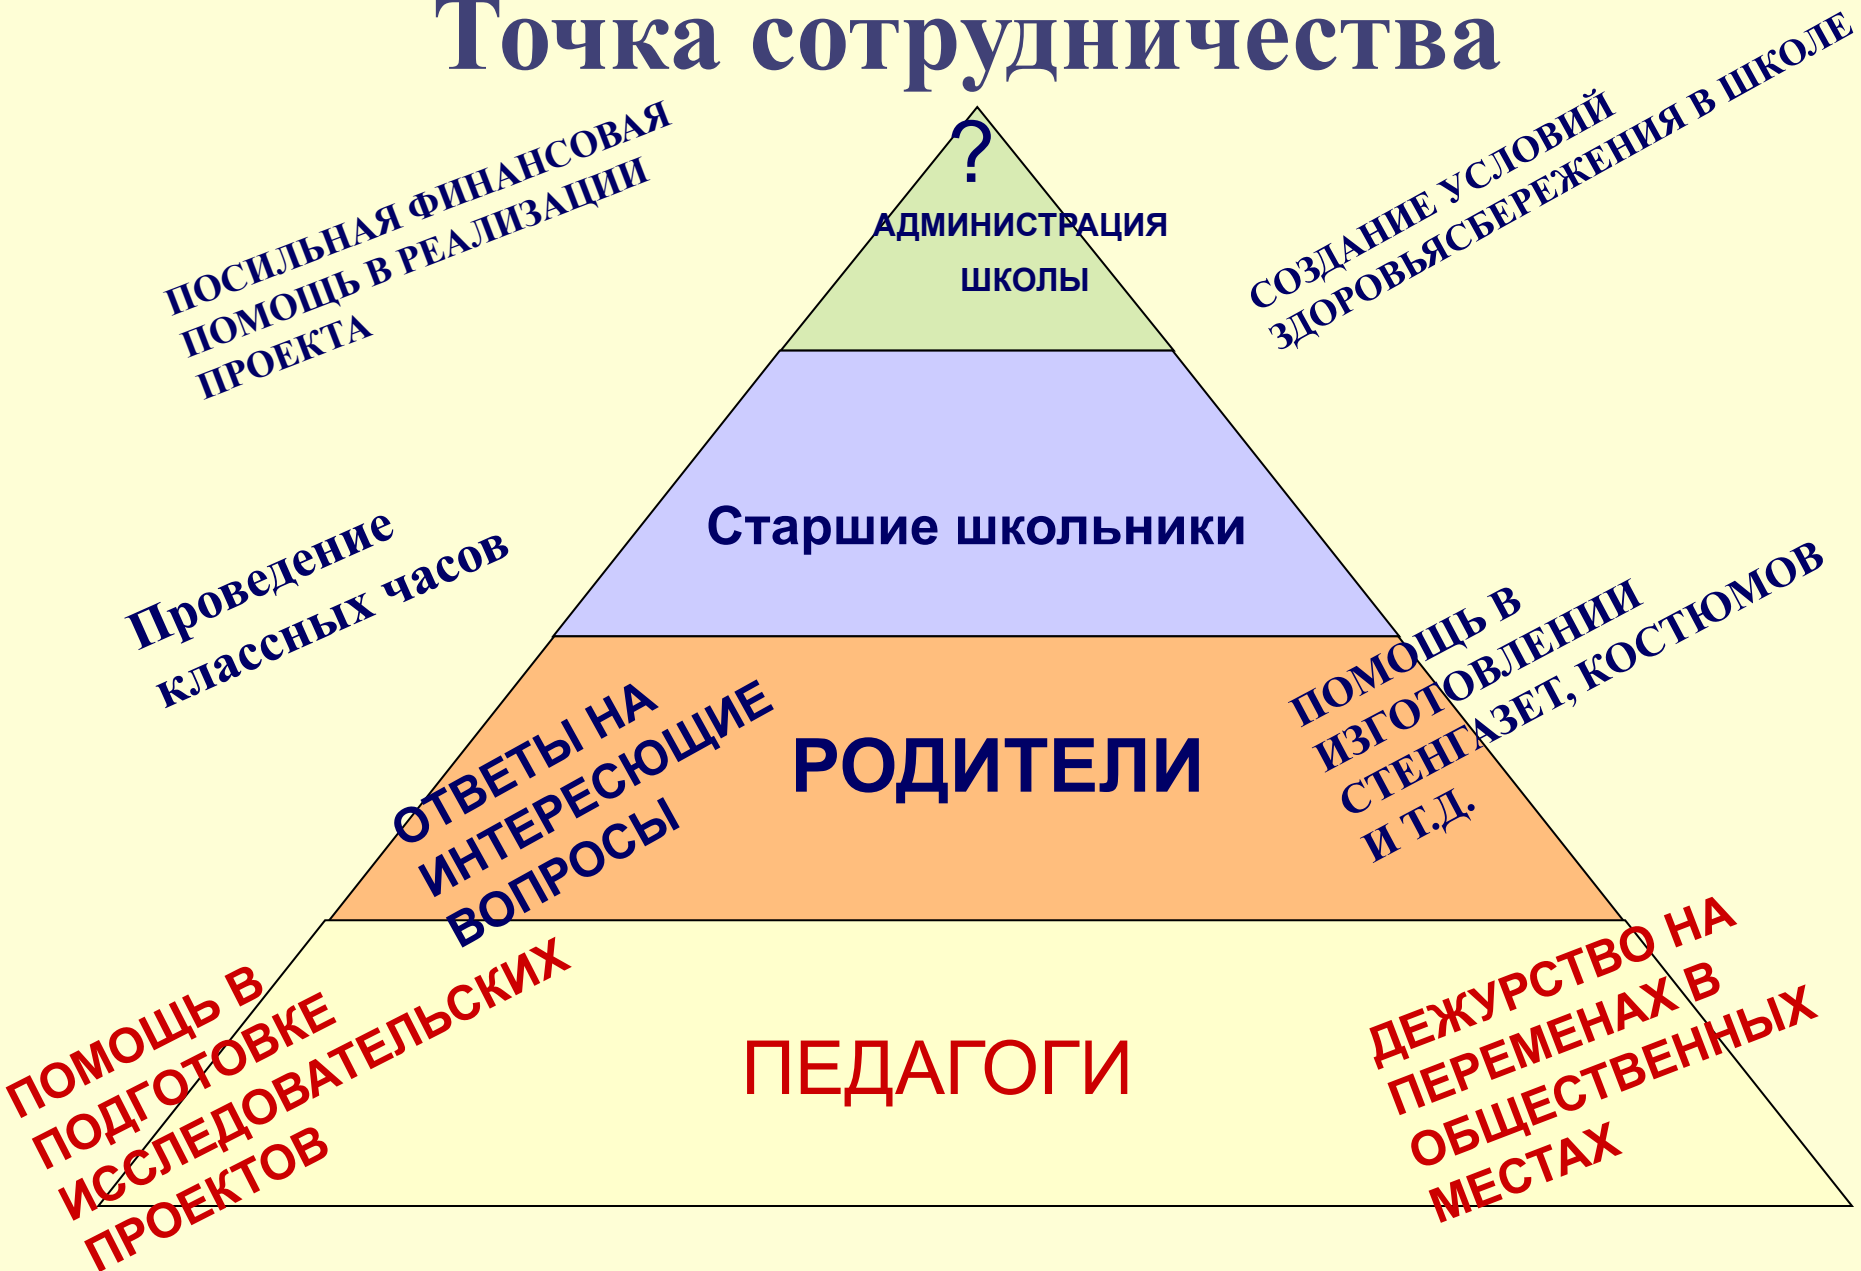 Точка сотрудничества
ПОСИЛЬНАЯ ФИНАНСОВАЯ
ПОМОЩЬ В РЕАЛИЗАЦИИ
ПРОЕКТА
?
АДМИНИСТРАЦИЯ
ШКОЛЫ
СОЗДАНИЕ УСЛОВИЙ
ЗДОРОВЬЯСБЕРЕЖЕНИЯ В ШКОЛЕ
Проведение
классных часов
Старшие школьники
ОТВЕТЫ НА
ИНТЕРЕСЮЩИЕ
ВОПРОСЫ
РОДИТЕЛИ
ПОМОЩЬ В
ИЗГОТОВЛЕНИИ
СТЕНГАЗЕТ, КОСТЮМОВ
И Т.Д.
ПОМОЩЬ В
ПОДГОТОВКЕ
ИССЛЕДОВАТЕЛЬСКИХ
ПРОЕКТОВ
ПЕДАГОГИ
ДЕЖУРСТВО НА
ПЕРЕМЕНАХ В
ОБЩЕСТВЕННЫХ
МЕСТАХ